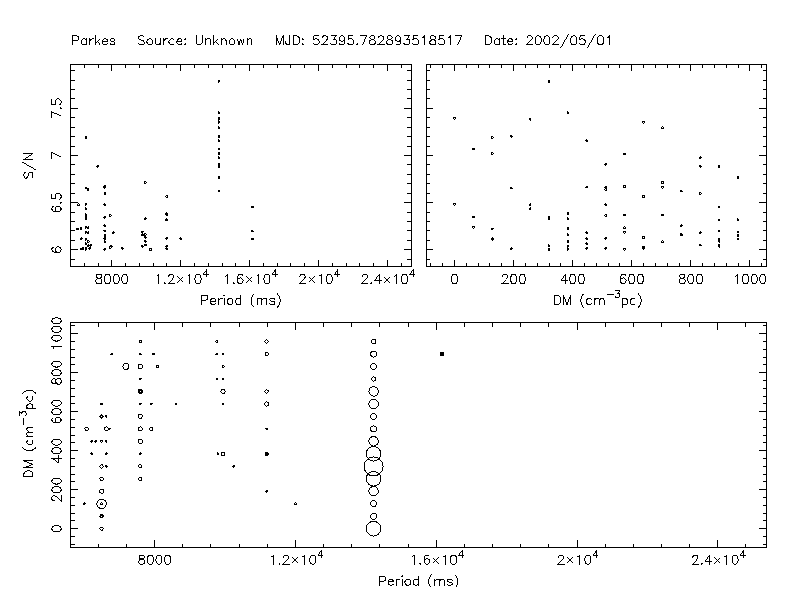 Parkes Source: Unknown MJD: 52395.782893518517 Date: 2002/05/01
S/N
7.5
7
6.5
6
8000 1.2×10⁴ 1.6×10⁴ 2×10⁴ 2.4×10⁴
Period (ms)
0 200 400 600 800 1000
DM (cm⁻³pc)
DM (cm⁻³pc)
1000
800
600
400
200
0
8000 1.2×10⁴ 1.6×10⁴ 2×10⁴ 2.4×10⁴
Period (ms)